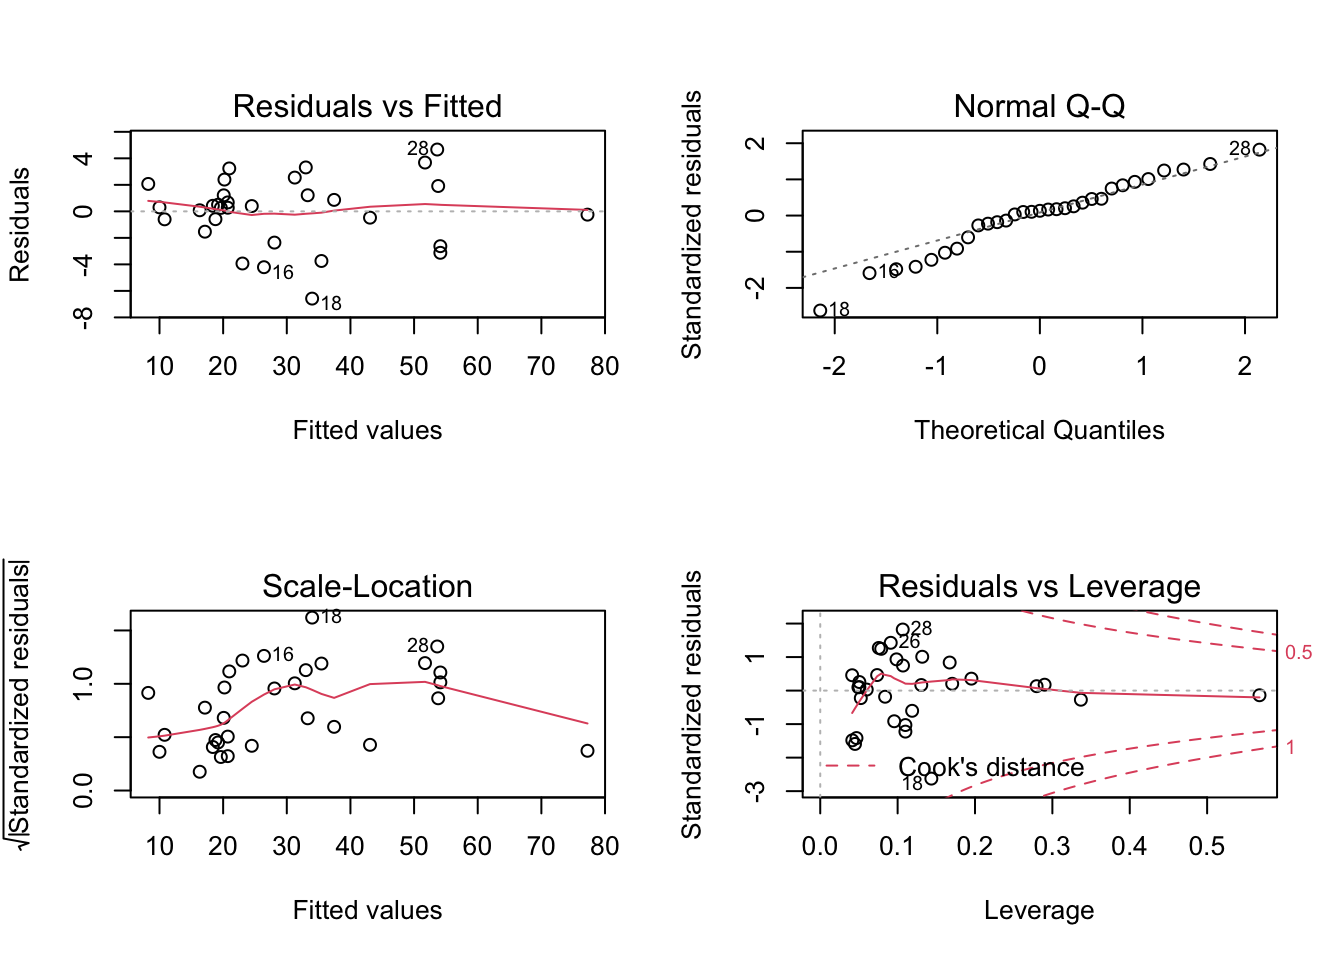 Residuals vs Fitted
Residuals
4
0
-4
-8
28
16
18
10 20 30 40 50 60 70 80
Fitted values
Normal Q-Q
Standardized residuals
2
0
-2
28
16
18
-2 -1 0 1 2
Theoretical Quantiles
Scale-Location
√|Standardized residuals|
1.0
0.0
18
16
28
10 20 30 40 50 60 70 80
Fitted values
Residuals vs Leverage
Standardized residuals
1
-1
-3
28
26
0.5
1
Cook's distance
18
0.0 0.1 0.2 0.3 0.4 0.5
Leverage